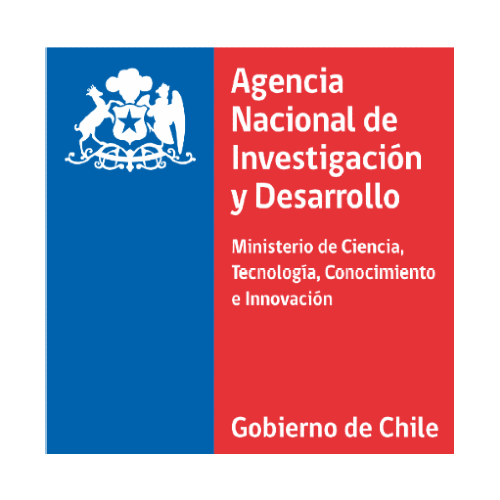 Agencia
Nacional de
Investigación
y Desarrollo
Ministerio de Ciencia,
Tecnología, Conocimiento
e Innovación
Gobierno de Chile